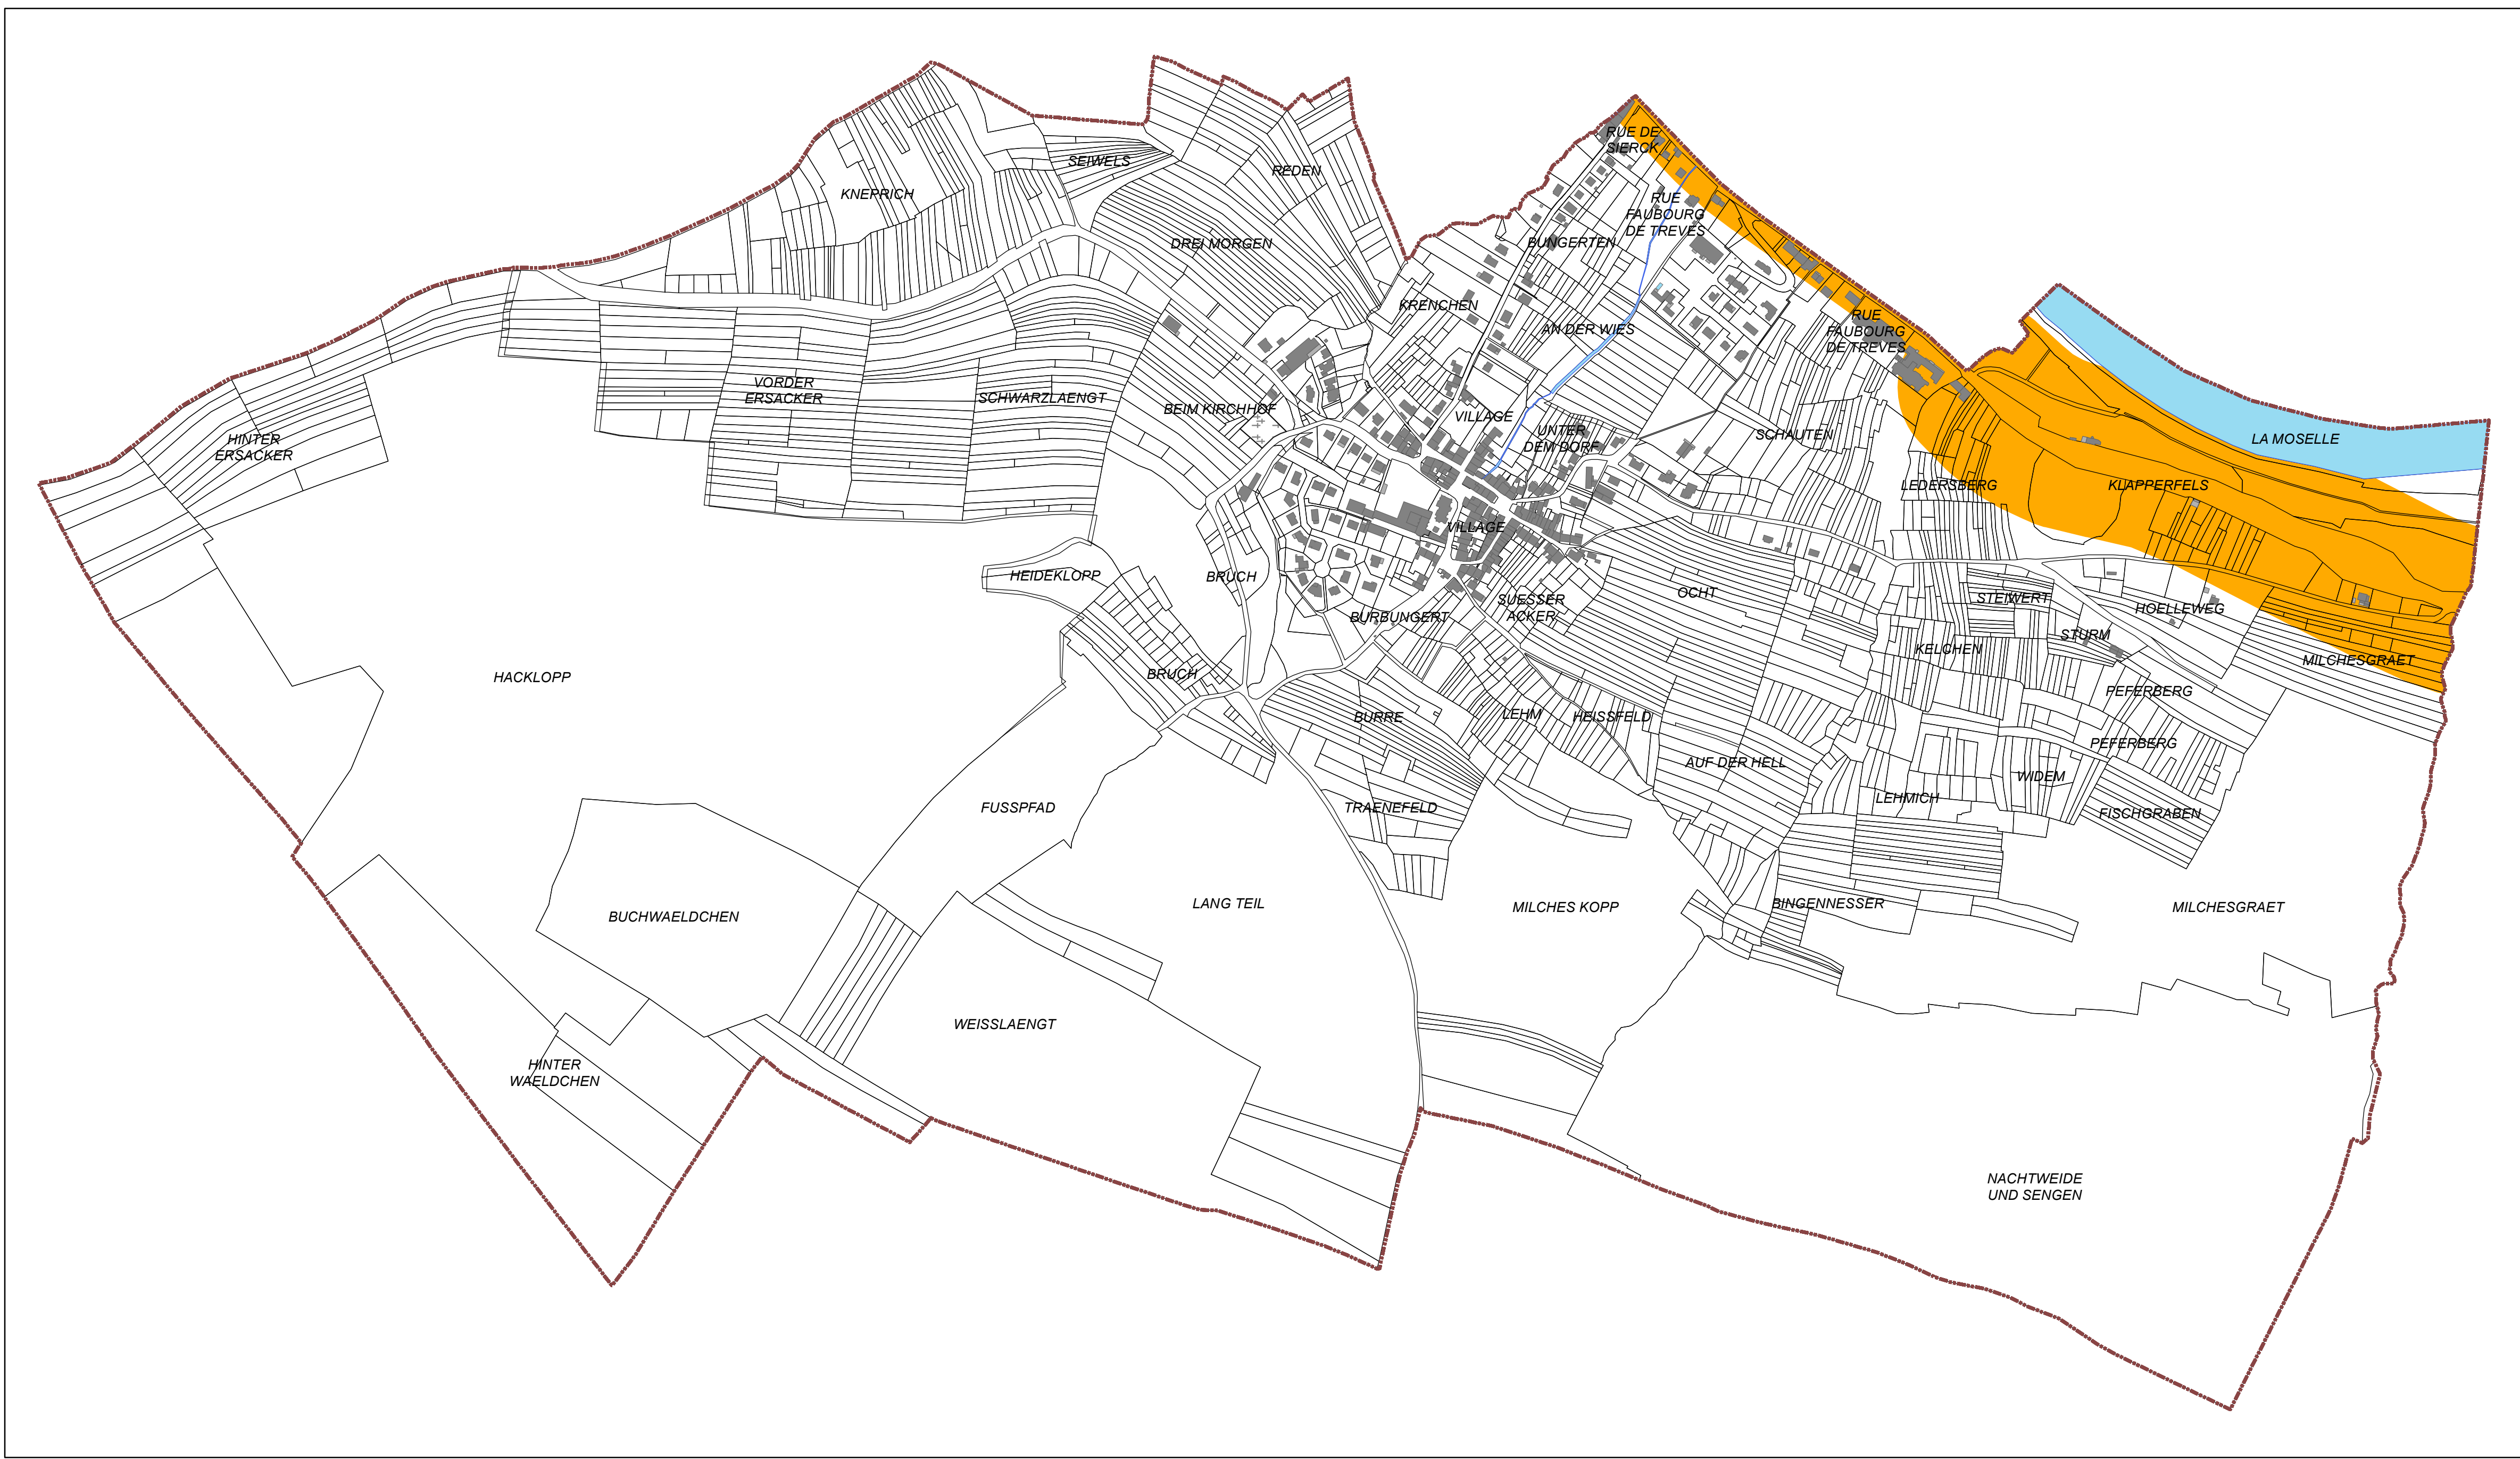 RUE DE
SIERCK
SEIWELS
REDEN
KNEPRICH
RUE
FAUBOURG
DE TREVES
DREI MORGEN
BUNGERTEN
KRENCHEN
AN DER WIES
RUE
FAUBOURG
DE TREVES
VORDER
ERSACKER
SCHWARZLAENGT
BEIM KIRCHHOF
VILLAGE
UNTER
DEM DORF
SCHAUTEN
LA MOSELLE
HINTER
ERSACKER
LEDERSBERG
KLAPPERFELS
VILLAGE
HEIDEKLOPP
BRUCH
SUESSER
ACKER
OCHT
STEIWERT
HOELLEWEG
BURBUNGERT
STURM
KELCHEN
MILCHESGRAET
HACKLOPP
BRUCH
PEFERBERG
BURRE
LEHM
HEISSFELD
PEFERBERG
AUF DER HELL
WIDEM
LEHMICH
FUSSPFAD
TRAENEFELD
FISCHGRABEN
BUCHWAELDCHEN
LANG TEIL
MILCHES KOPP
BINGENNESSER
MILCHESGRAET
WEISSLAENGT
HINTER
WAELDCHEN
NACHTWEIDE
UND SENGEN